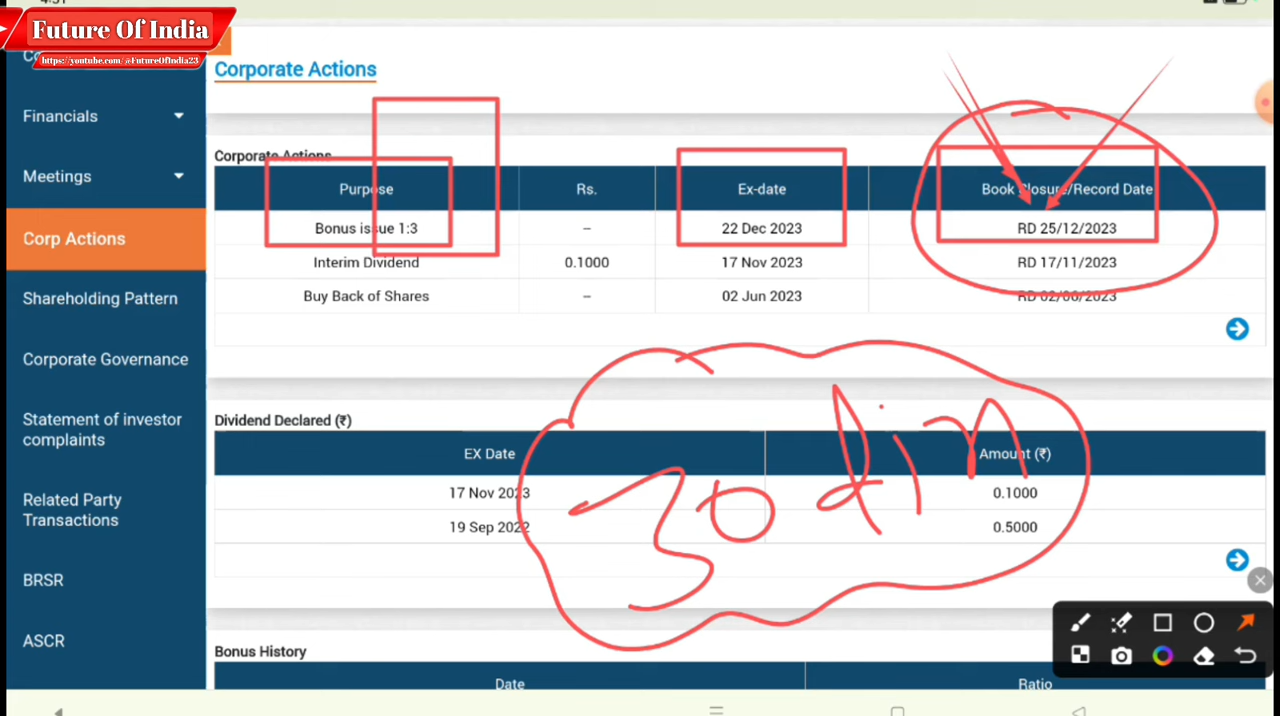 4:31
Future Of India
https://youtube.com/@FutureOfIndia23
Corporate Actions
Financials
Meetings
Corp Actions
Shareholding Pattern
Corporate Governance
Statement of investor
complaints
Related Party
Transactions
BRSR
ASCR
Corporate Actions
Purpose Rs. Ex-date Book Closure/Record Date
Bonus issue 1:3 – 22 Dec 2023 RD 25/12/2023
Interim Dividend 0.1000 17 Nov 2023 RD 17/11/2023
Buy Back of Shares – 02 Jun 2023 RD 02/06/2023
30 din
Dividend Declared (₹)
EX Date Amount (₹)
17 Nov 2023 0.1000
19 Sep 2022 0.5000
Bonus History
Date Ratio